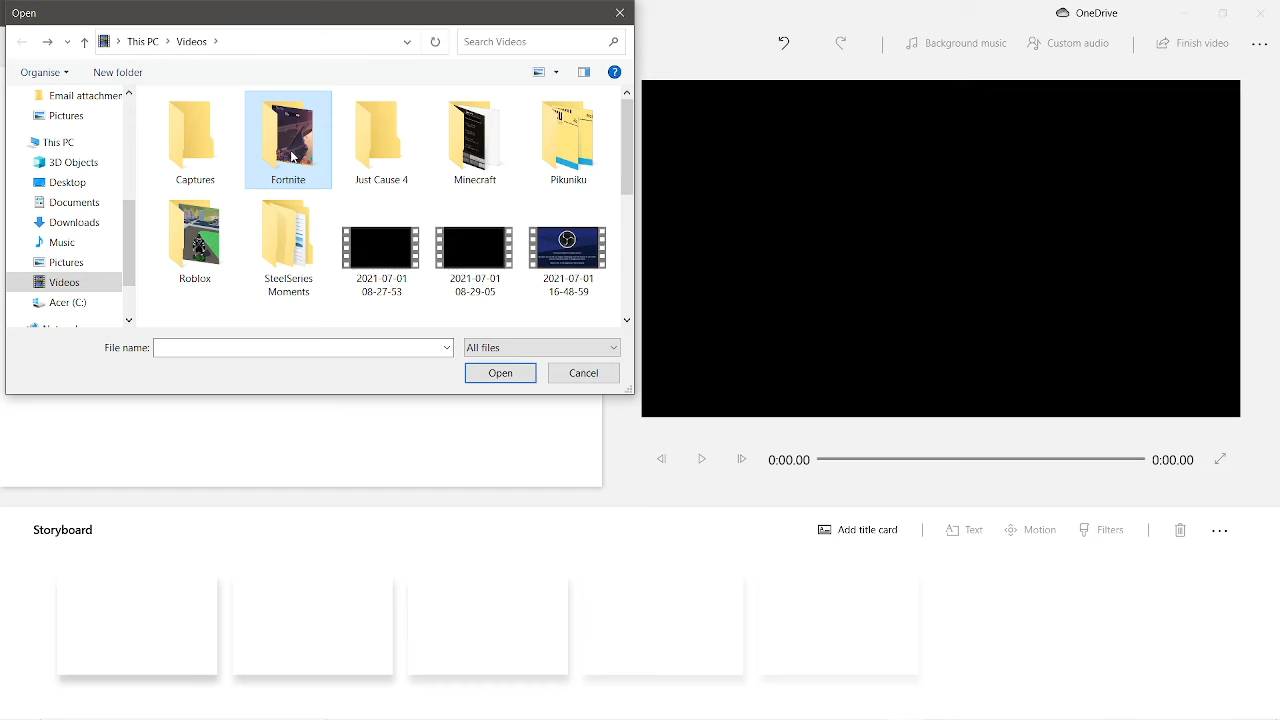 Open
OneDrive
This PC
Videos
Search Videos
Background music
Custom audio
Finish video
Organise
New folder
Email attachmen
Pictures
This PC
3D Objects
Desktop
Documents
Downloads
Music
Pictures
Videos
Acer (C:)
Captures
Fortnite
Just Cause 4
Minecraft
Pikuniku
Roblox
SteelSeries
Moments
2021-07-01
08-27-53
2021-07-01
08-29-05
2021-07-01
16-48-59
File name:
All files
Open
Cancel
0:00.00
0:00.00
Storyboard
Add title card
Text
Motion
Filters